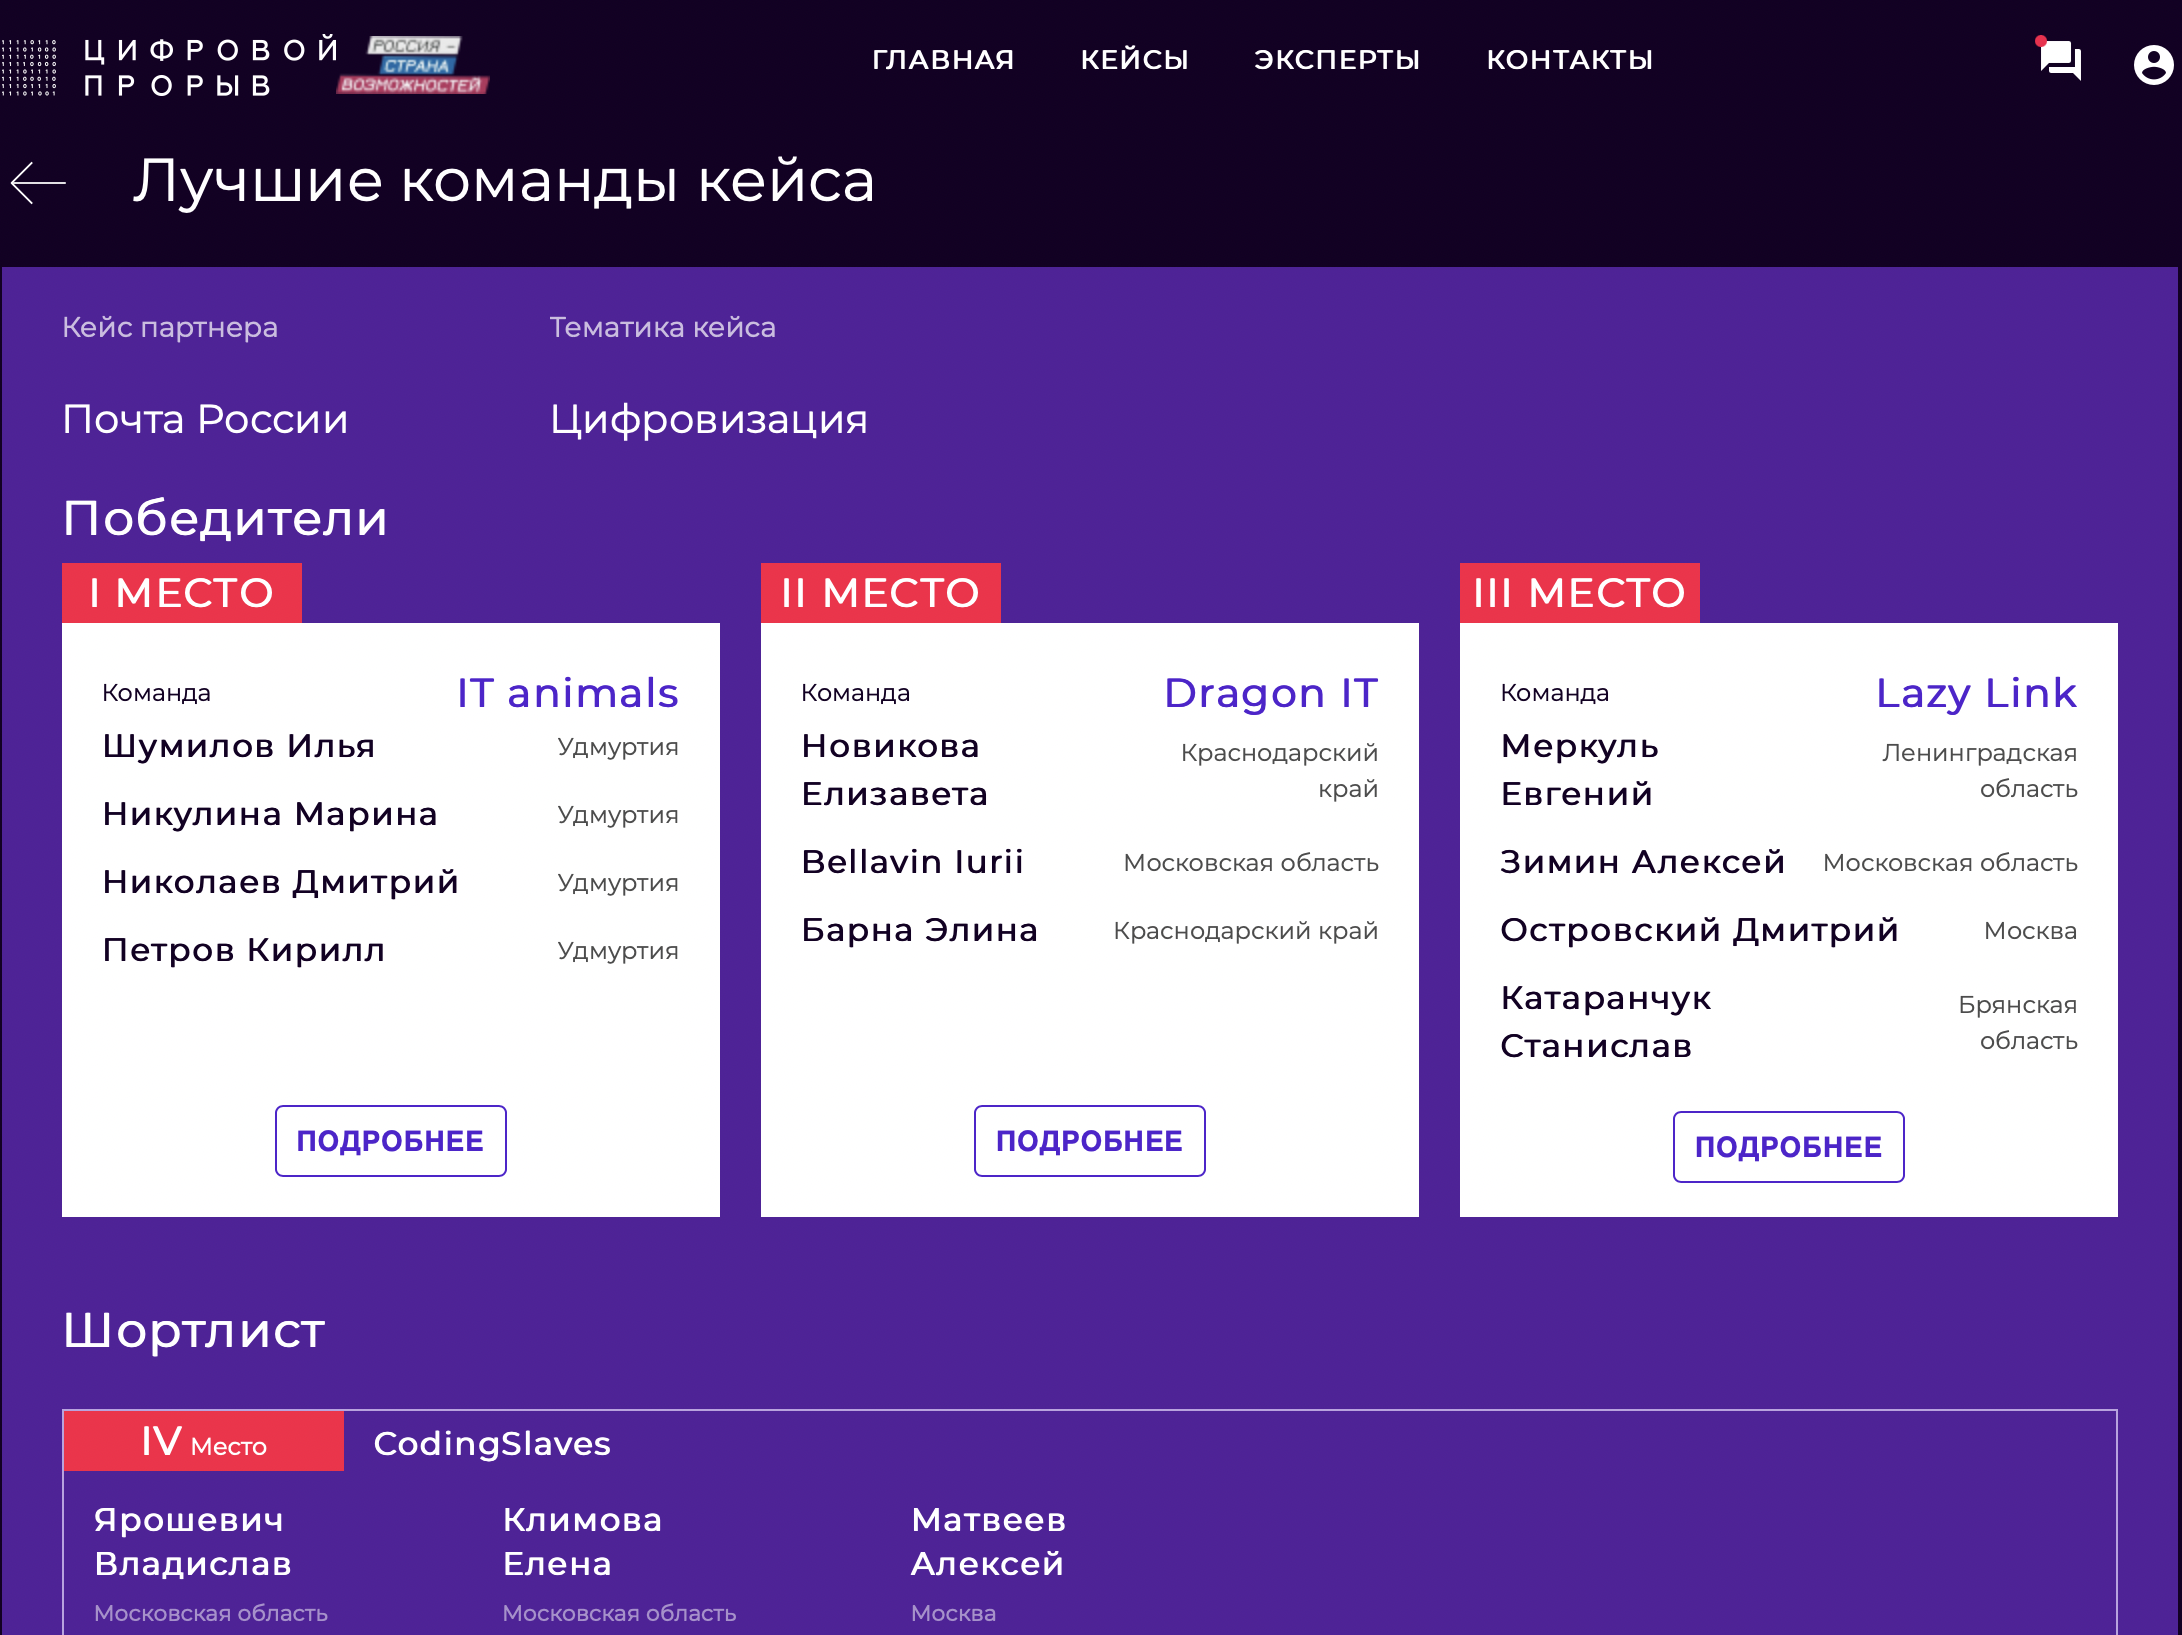 ЦИФРОВОЙ
ПРОРЫВ
РОССИЯ –
СТРАНА
ВОЗМОЖНОСТЕЙ
ГЛАВНАЯ КЕЙСЫ ЭКСПЕРТЫ КОНТАКТЫ
Лучшие команды кейса
Кейс партнера
Почта России
Тематика кейса
Цифровизация
Победители
I МЕСТО
Команда IT animals
Шумилов Илья Удмуртия
Никулина Марина Удмуртия
Николаев Дмитрий Удмуртия
Петров Кирилл Удмуртия
ПОДРОБНЕЕ
II МЕСТО
Команда Dragon IT
Новикова
Елизавета
Краснодарский
край
Bellavin Iurii Московская область
Барна Элина Краснодарский край
ПОДРОБНЕЕ
III МЕСТО
Команда Lazy Link
Меркуль
Евгений
Ленинградская
область
Зимин Алексей Московская область
Островский Дмитрий Москва
Катаранчук
Станислав
Брянская
область
ПОДРОБНЕЕ
Шортлист
IV Место CodingSlaves
Ярошевич
Владислав
Московская область
Климова
Елена
Московская область
Матвеев
Алексей
Москва